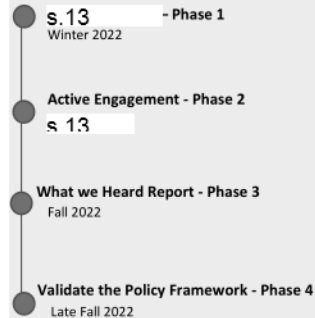 s.13 - Phase 1
Winter 2022
Active Engagement - Phase 2
s.13
What we Heard Report - Phase 3
Fall 2022
Validate the Policy Framework - Phase 4
Late Fall 2022